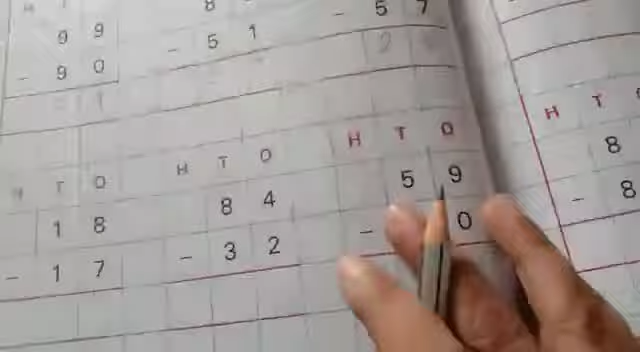 H
9 9
- 9 0
8
- 5 1
- 5 7
H T O
1 8
- 1 7
H T O
8 4
- 3 2
H T O
5 9
- 0
H T
8
- 8